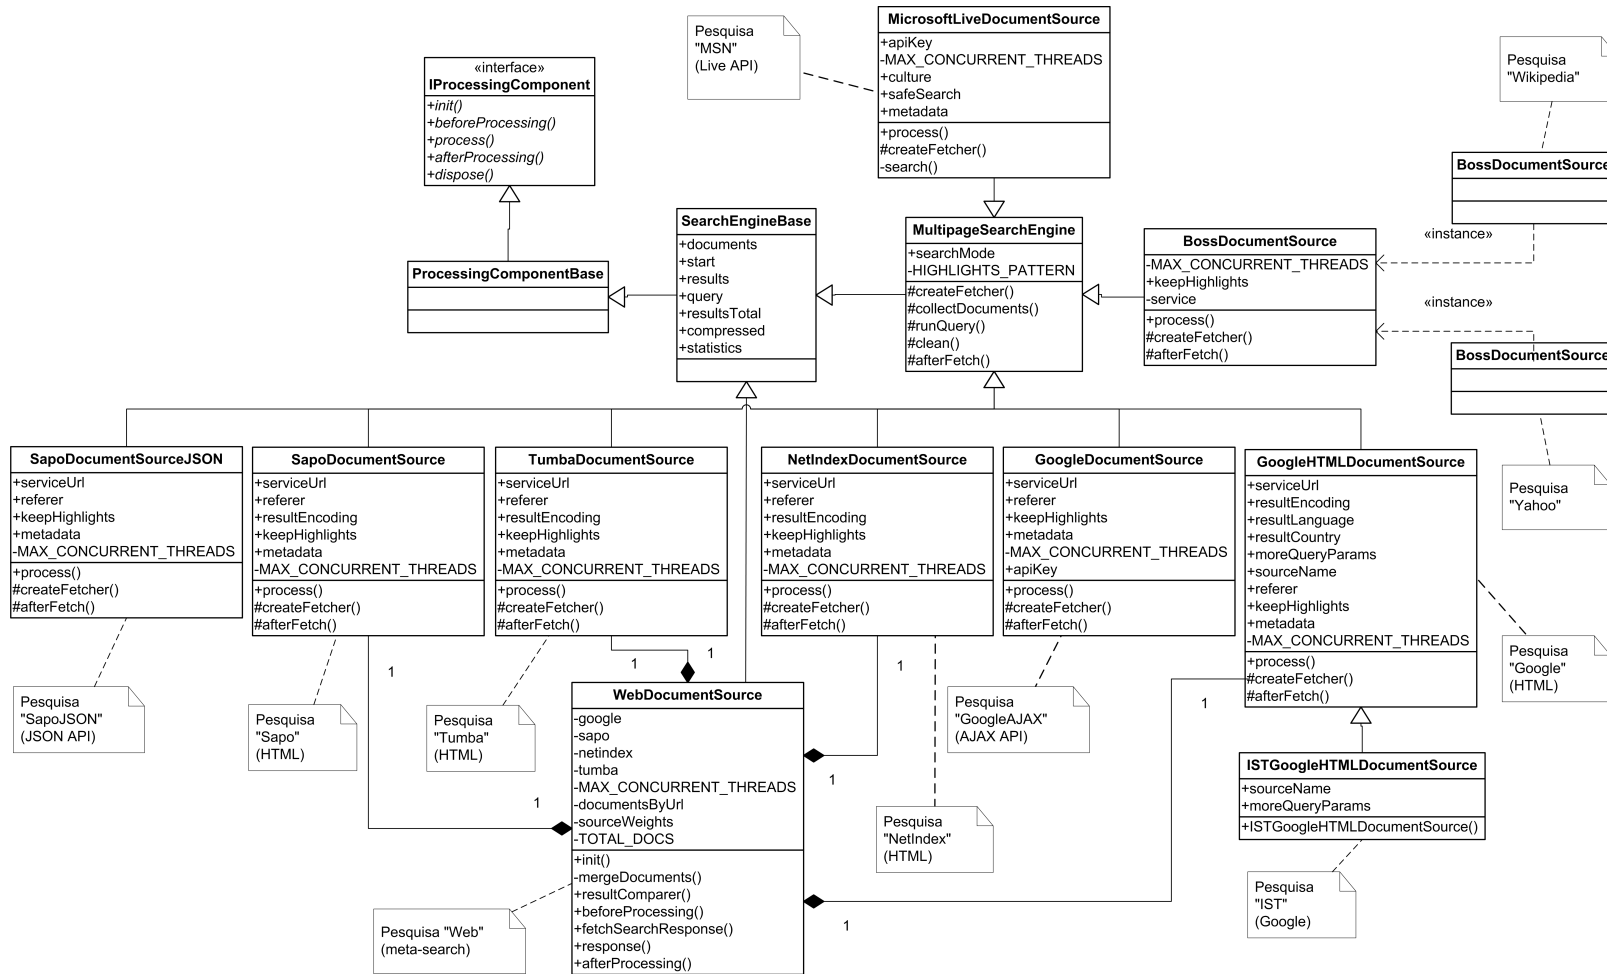 MicrosoftLiveDocumentSource
+apiKey
-MAX_CONCURRENT_THREADS
+culture
+safeSearch
+metadata
+process()
#createFetcher()
-search()
Pesquisa
"MSN"
(Live API)
«interface»
IProcessingComponent
+init()
+beforeProcessing()
+process()
+afterProcessing()
+dispose()
Pesquisa
"Wikipedia"
BossDocumentSource
«instance»
ProcessingComponentBase
SearchEngineBase
+documents
+start
+results
+query
+resultsTotal
+compressed
+statistics
MultipageSearchEngine
+searchMode
-HIGHLIGHTS_PATTERN
#createFetcher()
#collectDocuments()
#runQuery()
#clean()
#afterFetch()
BossDocumentSource
-MAX_CONCURRENT_THREADS
+keepHighlights
-service
+process()
#createFetcher()
#afterFetch()
«instance»
BossDocumentSource
Pesquisa
"Yahoo"
SapoDocumentSourceJSON
+serviceUrl
+referer
+keepHighlights
+metadata
-MAX_CONCURRENT_THREADS
+process()
#createFetcher()
#afterFetch()
SapoDocumentSource
+serviceUrl
+referer
+resultEncoding
+keepHighlights
+metadata
-MAX_CONCURRENT_THREADS
+process()
#createFetcher()
#afterFetch()
TumbaDocumentSource
+serviceUrl
+referer
+resultEncoding
+keepHighlights
+metadata
-MAX_CONCURRENT_THREADS
+process()
#createFetcher()
#afterFetch()
NetIndexDocumentSource
+serviceUrl
+referer
+resultEncoding
+keepHighlights
+metadata
-MAX_CONCURRENT_THREADS
+process()
#createFetcher()
#afterFetch()
GoogleDocumentSource
+serviceUrl
+referer
+keepHighlights
+metadata
-MAX_CONCURRENT_THREADS
+apiKey
+process()
#createFetcher()
#afterFetch()
GoogleHTMLDocumentSource
+serviceUrl
+resultEncoding
+resultLanguage
+resultCountry
+moreQueryParams
+sourceName
+referer
+keepHighlights
+metadata
-MAX_CONCURRENT_THREADS
+process()
#createFetcher()
#afterFetch()
Pesquisa
"Google"
(HTML)
Pesquisa
"SapoJSON"
(JSON API)
Pesquisa
"Sapo"
(HTML)
Pesquisa
"Tumba"
(HTML)
Pesquisa
"GoogleAJAX"
(AJAX API)
1
1
1
1
1
1
1
1
WebDocumentSource
-google
-sapo
-netindex
-tumba
-MAX_CONCURRENT_THREADS
-documentsByUrl
-sourceWeights
-TOTAL_DOCS
+init()
-mergeDocuments()
+resultComparer()
+beforeProcessing()
+fetchSearchResponse()
+response()
+afterProcessing()
Pesquisa "Web"
(meta-search)
Pesquisa
"NetIndex"
(HTML)
ISTGoogleHTMLDocumentSource
+sourceName
+moreQueryParams
+ISTGoogleHTMLDocumentSource()
Pesquisa
"IST"
(Google)